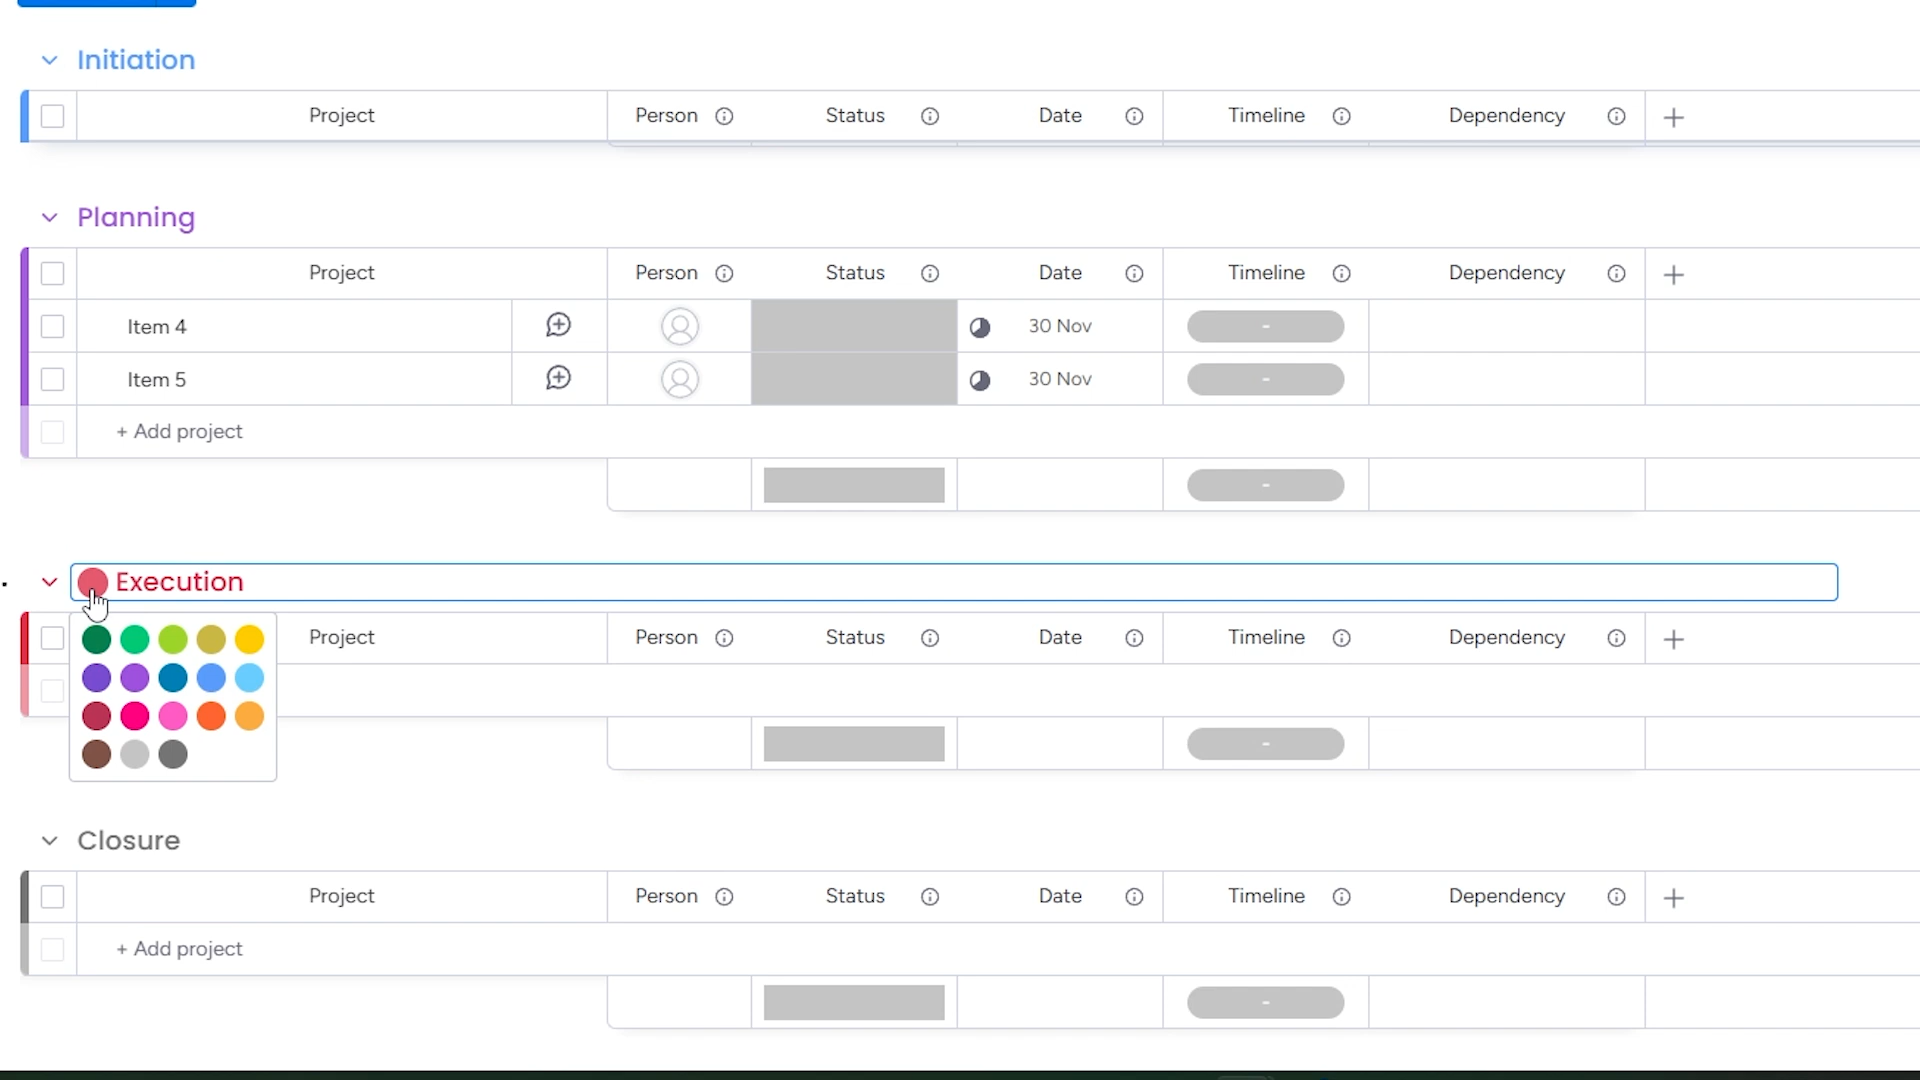 Initiation
Project Person Status Date Timeline Dependency +
Planning
Project Person Status Date Timeline Dependency +
Item 4 30 Nov -
Item 5 30 Nov -
+ Add project
-
Execution
Project Person Status Date Timeline Dependency +
-
Closure
Project Person Status Date Timeline Dependency +
+ Add project
-